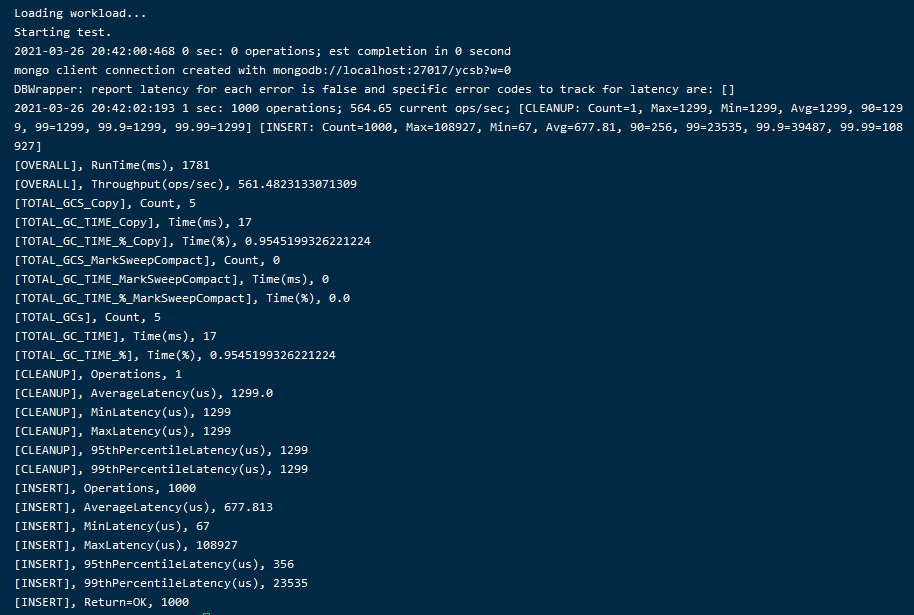 Loading workload...
Starting test.
2021-03-26 20:42:00:468 0 sec: 0 operations; est completion in 0 second
mongo client connection created with mongodb://localhost:27017/ycsb?w=0
DBWrapper: report latency for each error is false and specific error codes to track for latency are: []
2021-03-26 20:42:02:193 1 sec: 1000 operations; 564.65 current ops/sec; [CLEANUP: Count=1, Max=1299, Min=1299, Avg=1299, 90=129
9, 99=1299, 99.9=1299, 99.99=1299] [INSERT: Count=1000, Max=108927, Min=67, Avg=677.81, 90=256, 99=23535, 99.9=39487, 99.99=108
927]
[OVERALL], RunTime(ms), 1781
[OVERALL], Throughput(ops/sec), 561.4823133071309
[TOTAL_GCS_Copy], Count, 5
[TOTAL_GC_TIME_Copy], Time(ms), 17
[TOTAL_GC_TIME_%_Copy], Time(%), 0.9545199326221224
[TOTAL_GCS_MarkSweepCompact], Count, 0
[TOTAL_GC_TIME_MarkSweepCompact], Time(ms), 0
[TOTAL_GC_TIME_%_MarkSweepCompact], Time(%), 0.0
[TOTAL_GCs], Count, 5
[TOTAL_GC_TIME], Time(ms), 17
[TOTAL_GC_TIME_%], Time(%), 0.9545199326221224
[CLEANUP], Operations, 1
[CLEANUP], AverageLatency(us), 1299.0
[CLEANUP], MinLatency(us), 1299
[CLEANUP], MaxLatency(us), 1299
[CLEANUP], 95thPercentileLatency(us), 1299
[CLEANUP], 99thPercentileLatency(us), 1299
[INSERT], Operations, 1000
[INSERT], AverageLatency(us), 677.813
[INSERT], MinLatency(us), 67
[INSERT], MaxLatency(us), 108927
[INSERT], 95thPercentileLatency(us), 356
[INSERT], 99thPercentileLatency(us), 23535
[INSERT], Return=OK, 1000